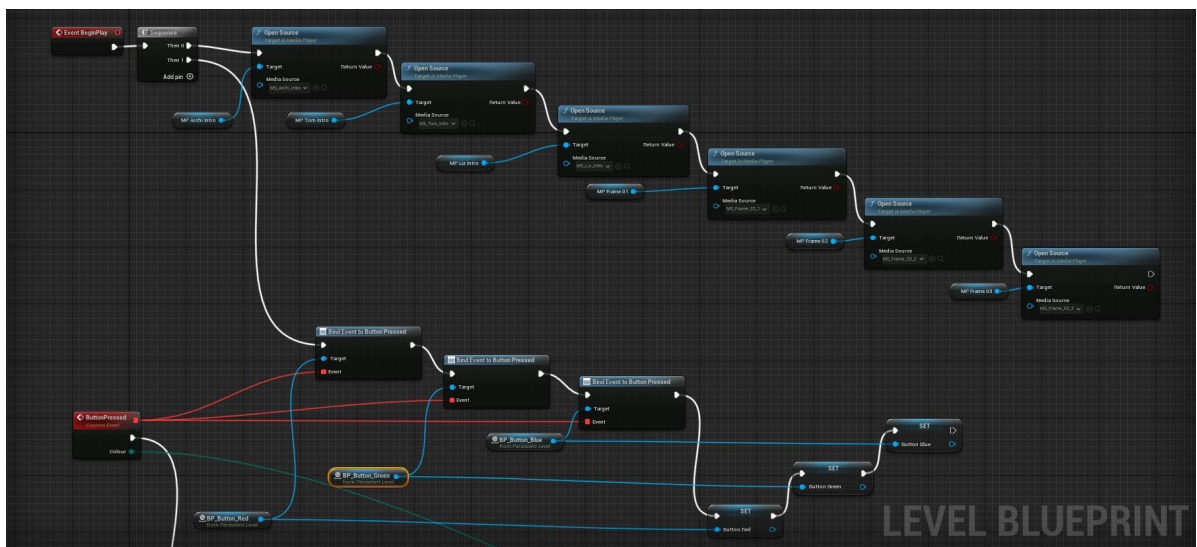 Event BeginPlay
Sequence
Then 0
Then 1
Add pin
Open Source
Target is Media Player
Target
Return Value
Media Source
MS_Archi_Intro
MP Archi Intro
Open Source
Target is Media Player
Target
Return Value
Media Source
MS_Tom_Intro
MP Tom Intro
Open Source
Target is Media Player
Target
Return Value
Media Source
MS_Liz_Intro
MP Liz Intro
Open Source
Target is Media Player
Target
Return Value
Media Source
MP Frame 01
Open Source
Target is Media Player
Target
Return Value
Media Source
MP Frame 02
Open Source
Target is Media Player
Target
Return Value
Media Source
MP Frame 03
Bind Event to Button Pressed
Target
Event
Bind Event to Button Pressed
Target
Event
Bind Event to Button Pressed
Target
Event
ButtonPressed
Custom Event
Colour
BP_Button_Blue
from Persistent Level
BP_Button_Green
from Persistent Level
BP_Button_Red
from Persistent Level
SET
Button Blue
SET
Button Green
SET
Button Red
LEVEL BLUEPRINT